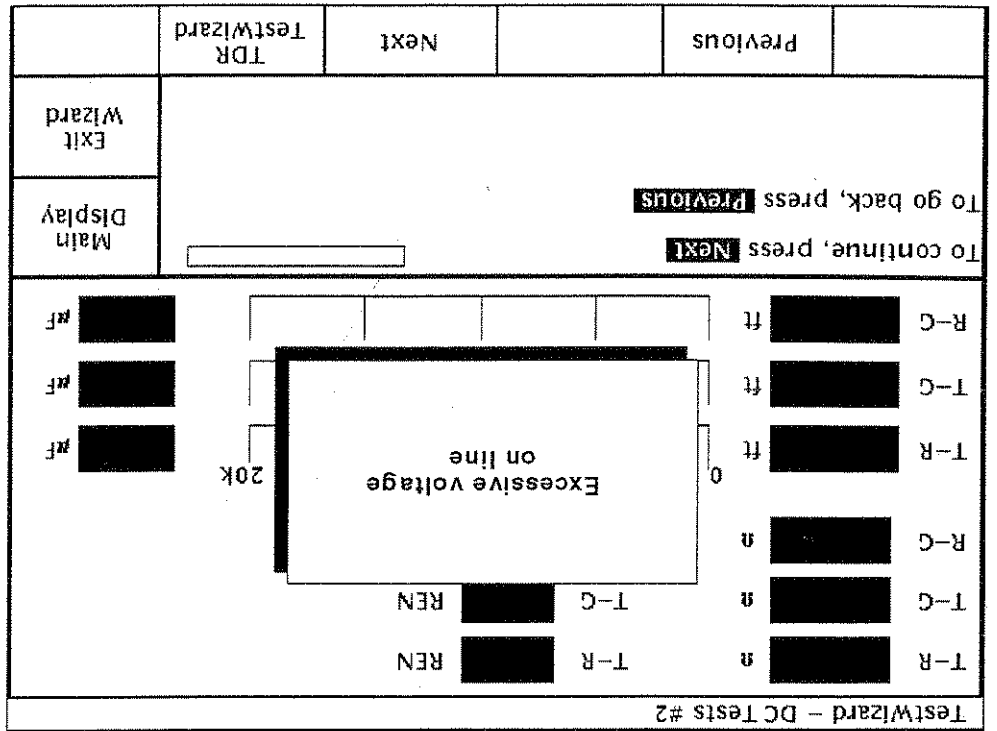 TestWizard – DC Tests #2
T–R Ω T–R REN
T–G Ω T–G REN
R–G Ω
Excessive voltage
on line
0 20k
T–R ft µF
T–G ft µF
R–G ft µF
To continue, press Next
To go back, press Previous
Main
Display
Exit
Wizard
Previous
Next
TDR
TestWizard